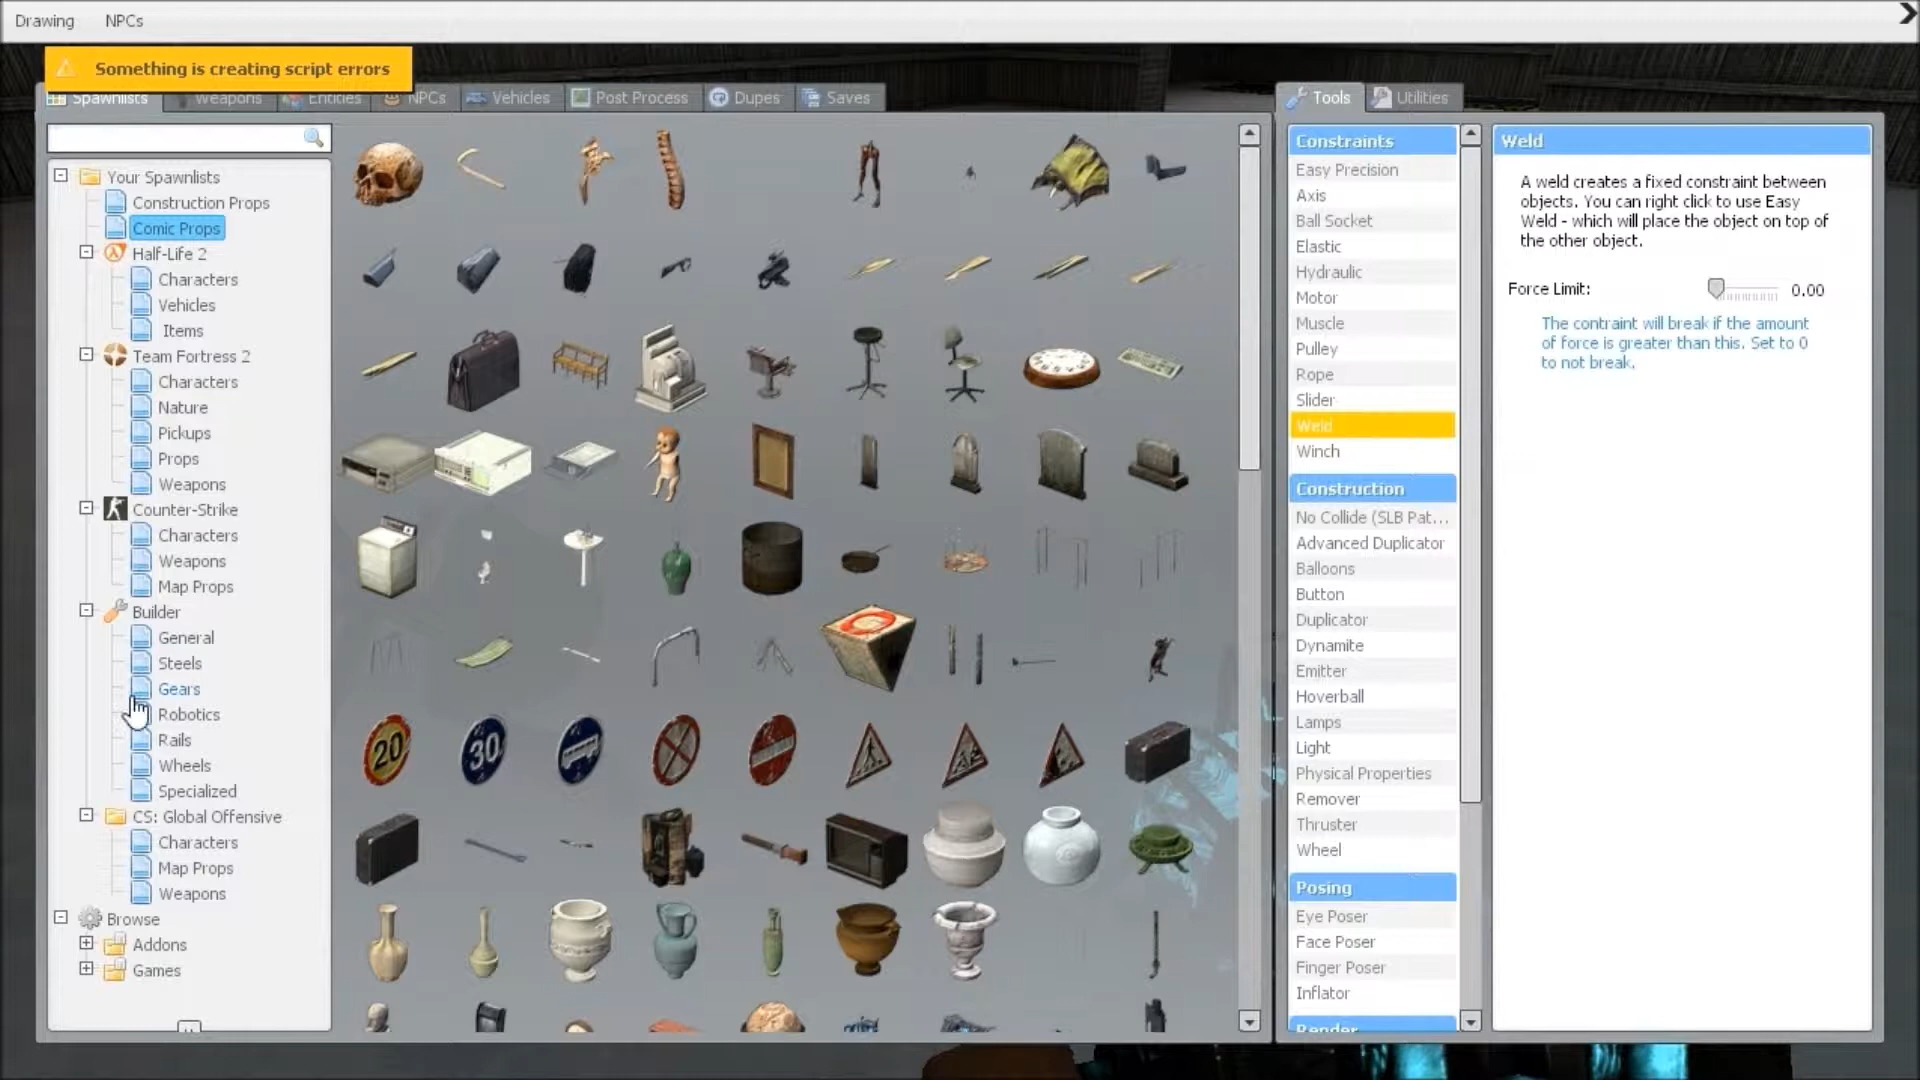 Drawing NPCs
Something is creating script errors
Spawnlists Weapons Entities NPCs Vehicles Post Process Dupes Saves
Your Spawnlists
Construction Props
Comic Props
Half-Life 2
Characters
Vehicles
Items
Team Fortress 2
Characters
Nature
Pickups
Props
Weapons
Counter-Strike
Characters
Weapons
Map Props
Builder
General
Steels
Gears
Robotics
Rails
Wheels
Specialized
CS: Global Offensive
Characters
Map Props
Weapons
Browse
Addons
Games
20
30
Tools Utilities
Constraints
Easy Precision
Axis
Ball Socket
Elastic
Hydraulic
Motor
Muscle
Pulley
Rope
Slider
Weld
Winch
Construction
No Collide (SLB Pat...
Advanced Duplicator
Balloons
Button
Duplicator
Dynamite
Emitter
Hoverball
Lamps
Light
Physical Properties
Remover
Thruster
Wheel
Posing
Eye Poser
Face Poser
Finger Poser
Inflator
Render
Weld
A weld creates a fixed constraint between
objects. You can right click to use Easy
Weld - which will place the object on top of
the other object.
Force Limit: 0.00
The contraint will break if the amount
of force is greater than this. Set to 0
to not break.